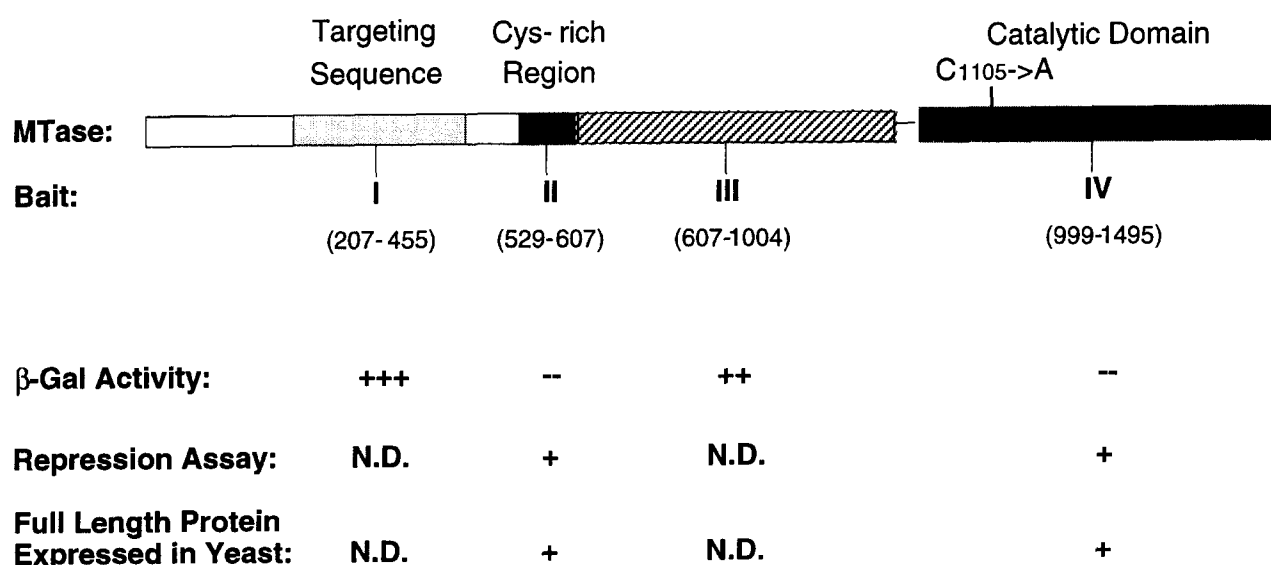 Targeting Sequence
Cys- rich Region
Catalytic Domain
C1105->A
MTase:
Bait: I II III IV
(207- 455) (529-607) (607-1004) (999-1495)
β-Gal Activity: +++ -- ++ --
Repression Assay: N.D. + N.D. +
Full Length Protein
Expressed in Yeast: N.D. + N.D. +